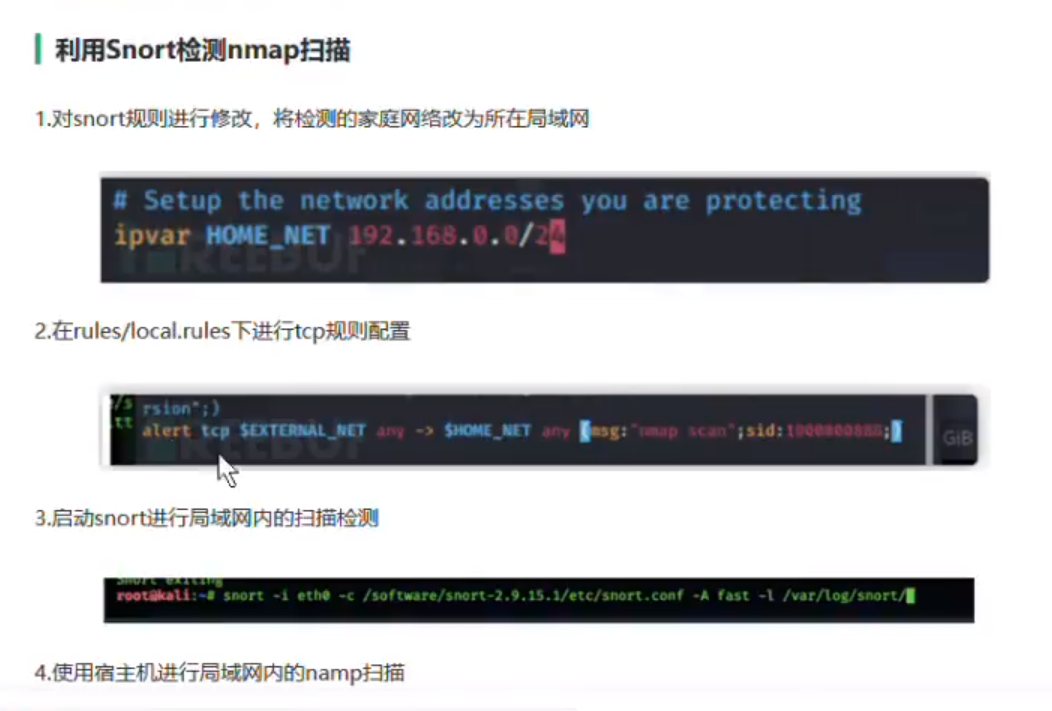 利用Snort检测nmap扫描
1.对snort规则进行修改，将检测的家庭网络改为所在局域网
# Setup the network addresses you are protecting
ipvar HOME_NET 192.168.0.0/24
2.在rules/local.rules下进行tcp规则配置
rsion";)
alert tcp $EXTERNAL_NET any -> $HOME_NET any (msg:"nmap scan";sid:
GiB
3.启动snort进行局域网内的扫描检测
Snort exiting
root@kali:~# snort -i eth0 -c /software/snort-2.9.15.1/etc/snort.conf -A fast -l /var/log/snort/
4.使用宿主机进行局域网内的namp扫描